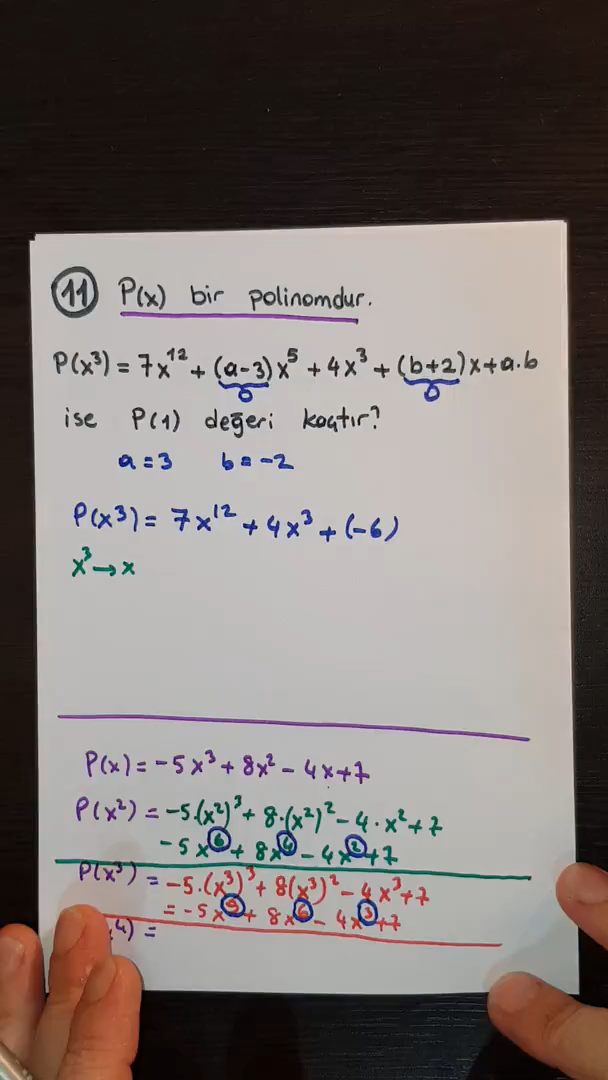 11 P(x) bir polinomdur.
P(x³) = 7x¹² + (a-3)x⁵ + 4x³ + (b+2)x + a.b
0 0
ise P(1) değeri kaçtır?
a = 3 b = -2
P(x³) = 7x¹² + 4x³ + (-6)
x³ → x
P(x) = -5x³ + 8x² - 4x + 7
P(x²) = -5.(x²)³ + 8.(x²)² - 4.x² + 7
-5x⁶ + 8x⁴ - 4x² + 7
P(x³) = -5.(x³)³ + 8(x³)² - 4x³ + 7
= -5x⁹ + 8x⁶ - 4x³ + 7
⁴) =